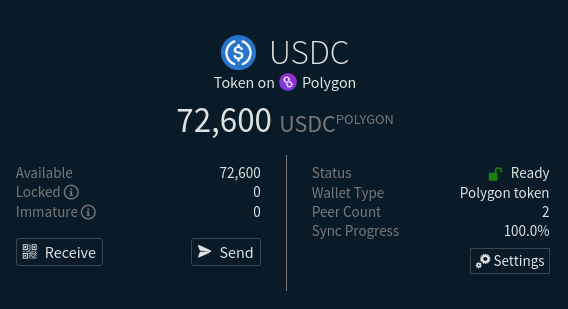 USDC
Token on Polygon
72,600 USDC POLYGON
Available 72,600
Locked 0
Immature 0
Receive
Send
Status Ready
Wallet Type Polygon token
Peer Count 2
Sync Progress 100.0%
Settings